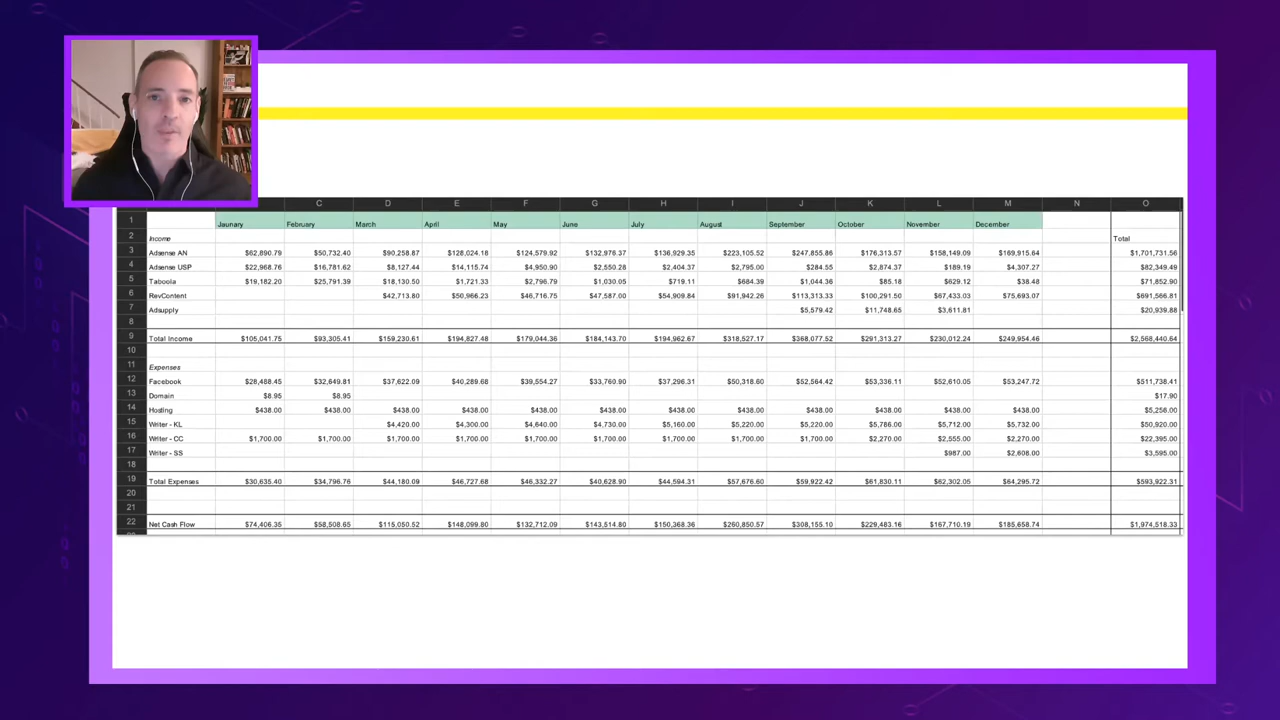 C D E F G H I J K L M N O
1 Jaunary February March April May June July August September October November December
2 Income Total
3 Adsense AN $62,890.79 $50,732.40 $90,258.87 $128,024.18 $124,579.92 $132,976.37 $136,929.35 $223,105.52 $247,855.86 $176,313.57 $158,149.09 $169,915.64 $1,701,731.56
4 Adsense USP $22,968.76 $16,781.62 $8,127.44 $14,115.74 $4,950.90 $2,550.28 $2,404.37 $2,795.00 $284.55 $2,874.37 $189.19 $4,307.27 $82,349.49
5 Taboola $19,182.20 $25,791.39 $18,130.50 $1,721.33 $2,796.79 $1,030.05 $719.11 $684.39 $1,044.36 $85.18 $629.12 $38.48 $71,852.90
6 RevContent $42,713.80 $50,966.23 $46,716.75 $47,587.00 $54,909.84 $91,942.26 $113,313.33 $100,291.50 $67,433.03 $75,693.07 $691,566.81
7 Adsupply $5,579.42 $11,748.65 $3,611.81 $20,939.88
8
9 Total Income $105,041.75 $93,305.41 $159,230.61 $194,827.48 $179,044.36 $184,143.70 $194,962.67 $318,527.17 $368,077.52 $291,313.27 $230,012.24 $249,954.46 $2,568,440.64
10
11 Expenses
12 Facebook $28,488.45 $32,649.81 $37,622.09 $40,289.68 $39,554.27 $33,760.90 $37,296.31 $50,318.60 $52,564.42 $53,336.11 $52,610.05 $53,247.72 $511,738.41
13 Domain $8.95 $8.95 $17.90
14 Hosting $438.00 $438.00 $438.00 $438.00 $438.00 $438.00 $438.00 $438.00 $438.00 $438.00 $438.00 $438.00 $5,256.00
15 Writer - KL $4,420.00 $4,300.00 $4,640.00 $4,730.00 $5,160.00 $5,220.00 $5,220.00 $5,786.00 $5,712.00 $5,732.00 $50,920.00
16 Writer - CC $1,700.00 $1,700.00 $1,700.00 $1,700.00 $1,700.00 $1,700.00 $1,700.00 $1,700.00 $1,700.00 $2,270.00 $2,555.00 $2,270.00 $22,395.00
17 Writer - SS $987.00 $2,608.00 $3,595.00
18
19 Total Expenses $30,635.40 $34,796.76 $44,180.09 $46,727.68 $46,332.27 $40,628.90 $44,594.31 $57,676.60 $59,922.42 $61,830.11 $62,302.05 $64,295.72 $593,922.31
20
21
22 Net Cash Flow $74,406.35 $58,508.65 $115,050.52 $148,099.80 $132,712.09 $143,514.80 $150,368.36 $260,850.57 $308,155.10 $229,483.16 $167,710.19 $185,658.74 $1,974,518.33